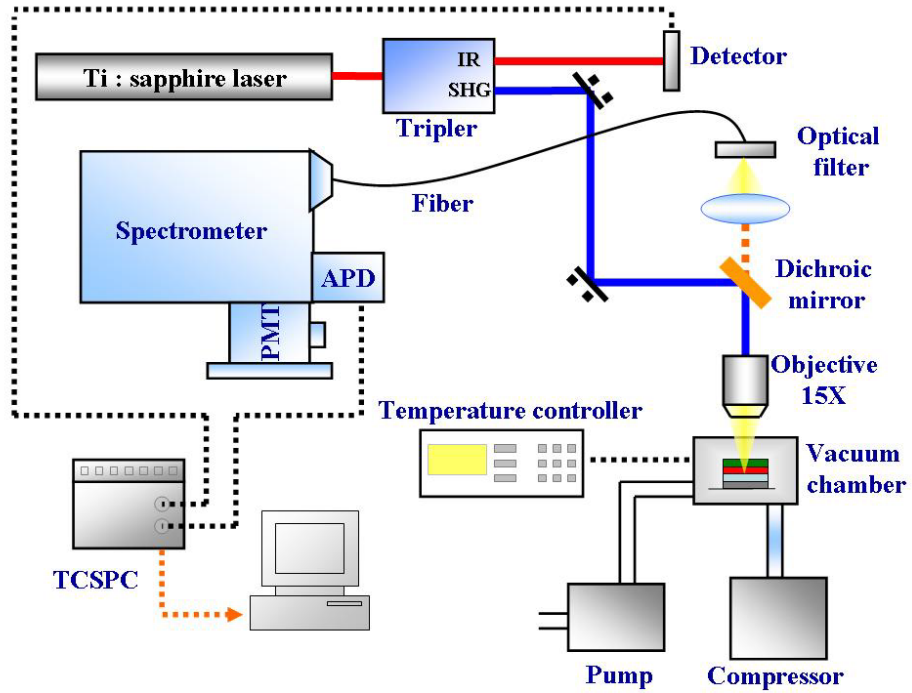 IR
Ti : sapphire laser
SHG
Detector
Tripler
Optical
filter
Fiber
Spectrometer
APD
Dichroic
mirror
PMT
Objective
15X
Temperature controller
Vacuum
chamber
TCSPC
Pump
Compressor